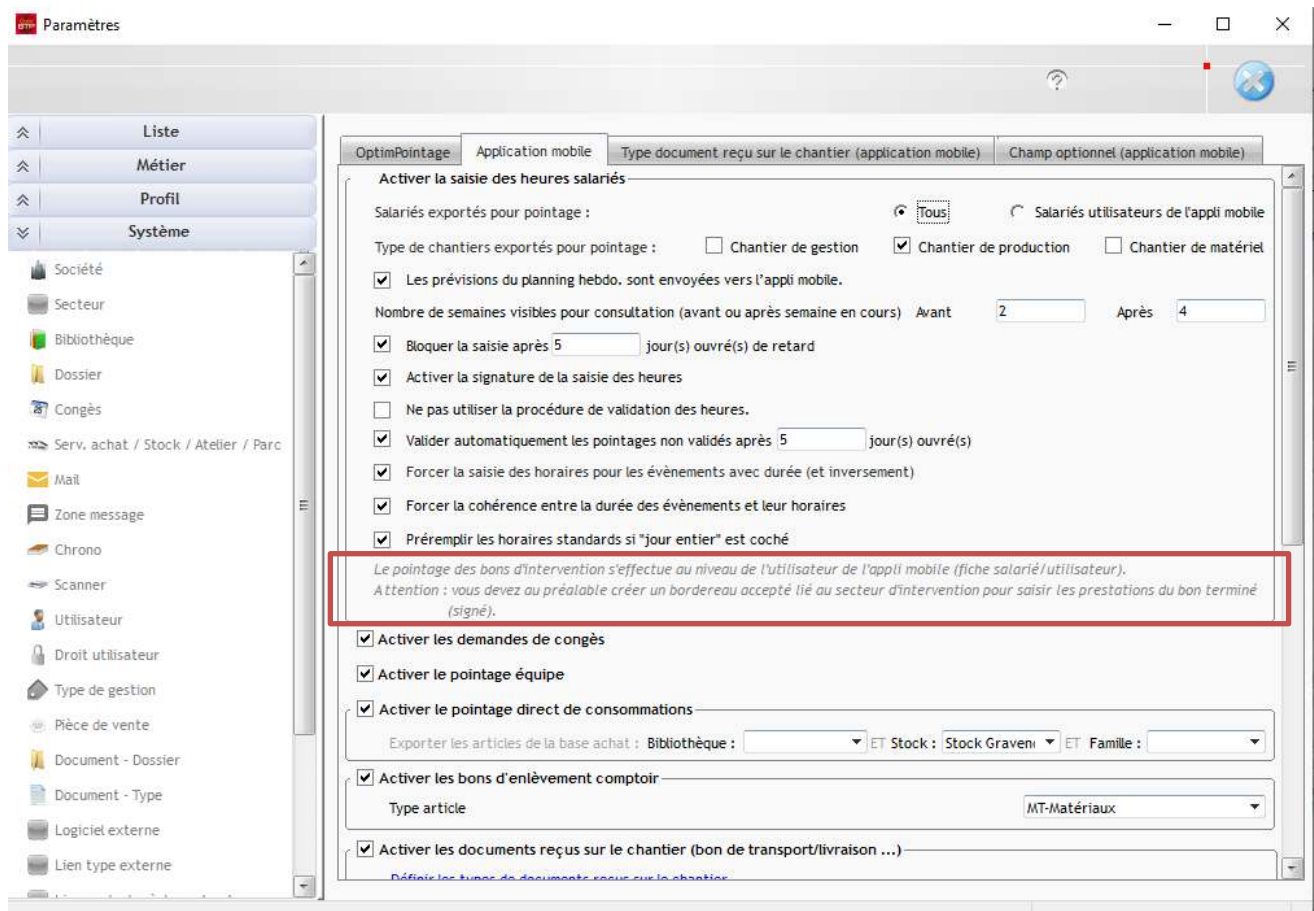 Paramètres
Liste
Métier
Profil
Système
Société
Secteur
Bibliothèque
Dossier
Congès
Serv. achat / Stock / Atelier / Parc
Mail
Zone message
Chrono
Scanner
Utilisateur
Droit utilisateur
Type de gestion
Pièce de vente
Document - Dossier
Document - Type
Logiciel externe
Lien type externe
OptimPointage Application mobile Type document reçu sur le chantier (application mobile) Champ optionnel (application mobile)
Activer la saisie des heures salariés
Salariés exportés pour pointage : Tous Salariés utilisateurs de l'appli mobile
Type de chantiers exportés pour pointage : Chantier de gestion Chantier de production Chantier de matériel
Les prévisions du planning hebdo. sont envoyées vers l'appli mobile.
Nombre de semaines visibles pour consultation (avant ou après semaine en cours) Avant 2 Après 4
Bloquer la saisie après 5 jour(s) ouvré(s) de retard
Activer la signature de la saisie des heures
Ne pas utiliser la procédure de validation des heures.
Valider automatiquement les pointages non validés après 5 jour(s) ouvré(s)
Forcer la saisie des horaires pour les évènements avec durée (et inversement)
Forcer la cohérence entre la durée des évènements et leur horaires
Préremplir les horaires standards si "jour entier" est coché
Le pointage des bons d'intervention s'effectue au niveau de l'utilisateur de l'appli mobile (fiche salarié/utilisateur).
Attention : vous devez au préalable créer un bordereau accepté lié au secteur d'intervention pour saisir les prestations du bon terminé
(signé).
Activer les demandes de congès
Activer le pointage équipe
Activer le pointage direct de consommations
Exporter les articles de la base achat : Bibliothèque : ET Stock : Stock Graven ET Famille :
Activer les bons d'enlèvement comptoir
Type article MT-Matériaux
Activer les documents reçus sur le chantier (bon de transport/livraison ...)
Définir les types de documents reçus sur le chantier